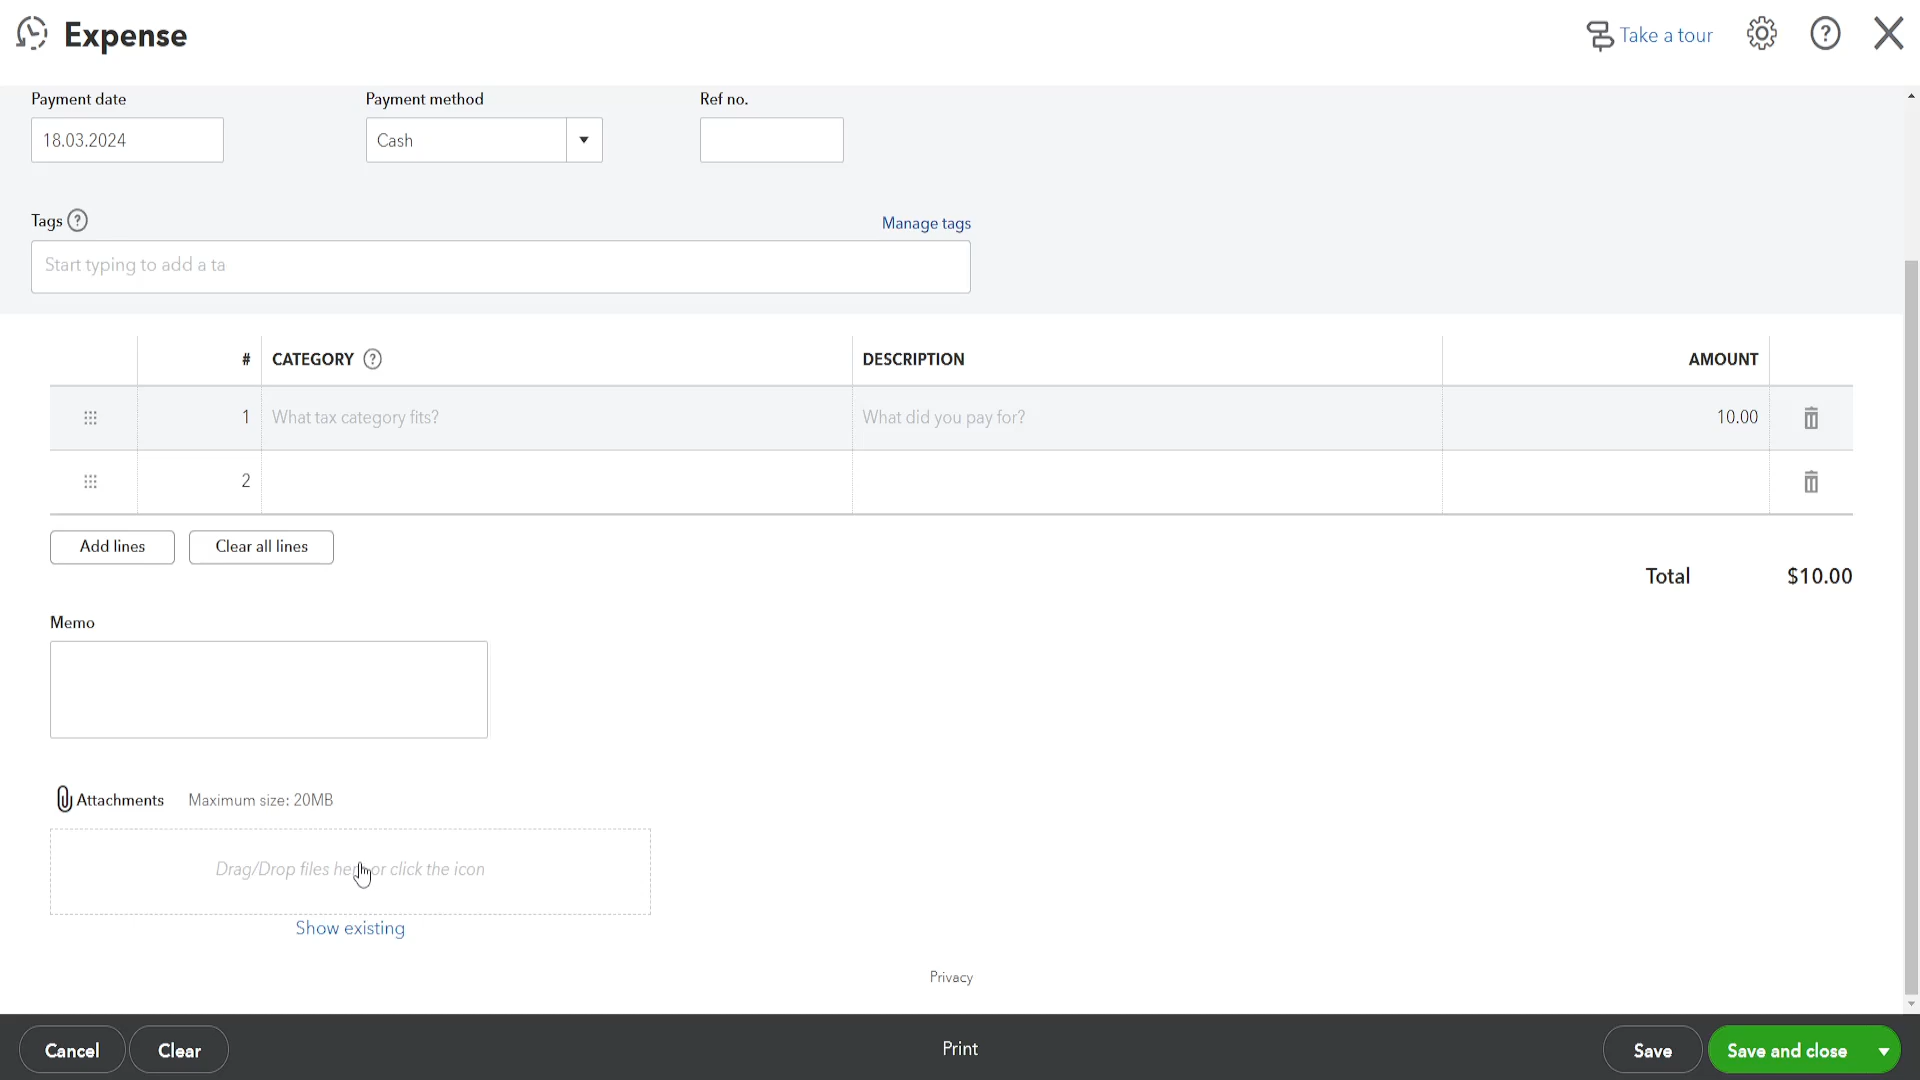 Expense
Take a tour
Payment date
Payment method
Ref no.
18.03.2024
Cash
Tags
Manage tags
Start typing to add a ta
# CATEGORY DESCRIPTION AMOUNT
1 What tax category fits? What did you pay for? 10.00
2
Add lines
Clear all lines
Total $10.00
Memo
Attachments Maximum size: 20MB
Drag/Drop files here or click the icon
Show existing
Privacy
Cancel
Clear
Print
Save
Save and close